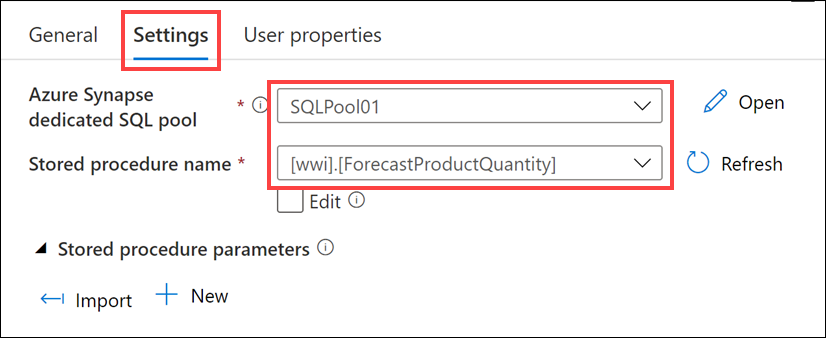 General Settings User properties
Azure Synapse
dedicated SQL pool * SQLPool01 Open
Stored procedure name * [wwi].[ForecastProductQuantity] Refresh
Edit
Stored procedure parameters
Import New